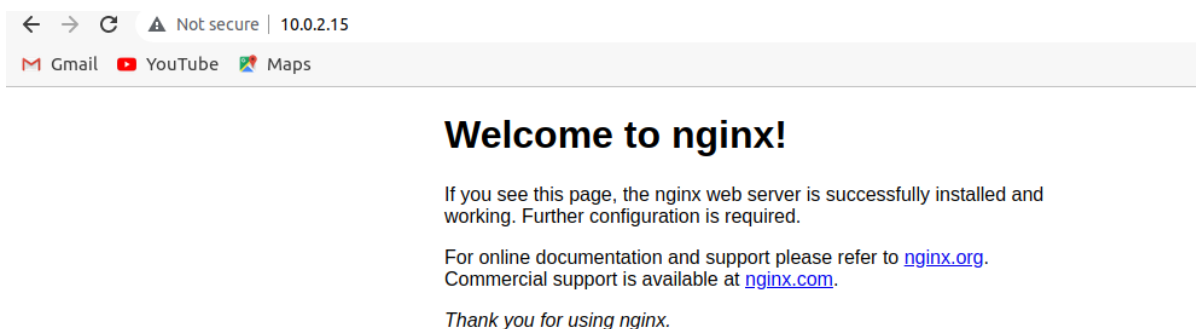 Not secure | 10.0.2.15
Gmail YouTube Maps
Welcome to nginx!
If you see this page, the nginx web server is successfully installed and
working. Further configuration is required.
For online documentation and support please refer to nginx.org.
Commercial support is available at nginx.com.
Thank you for using nginx.